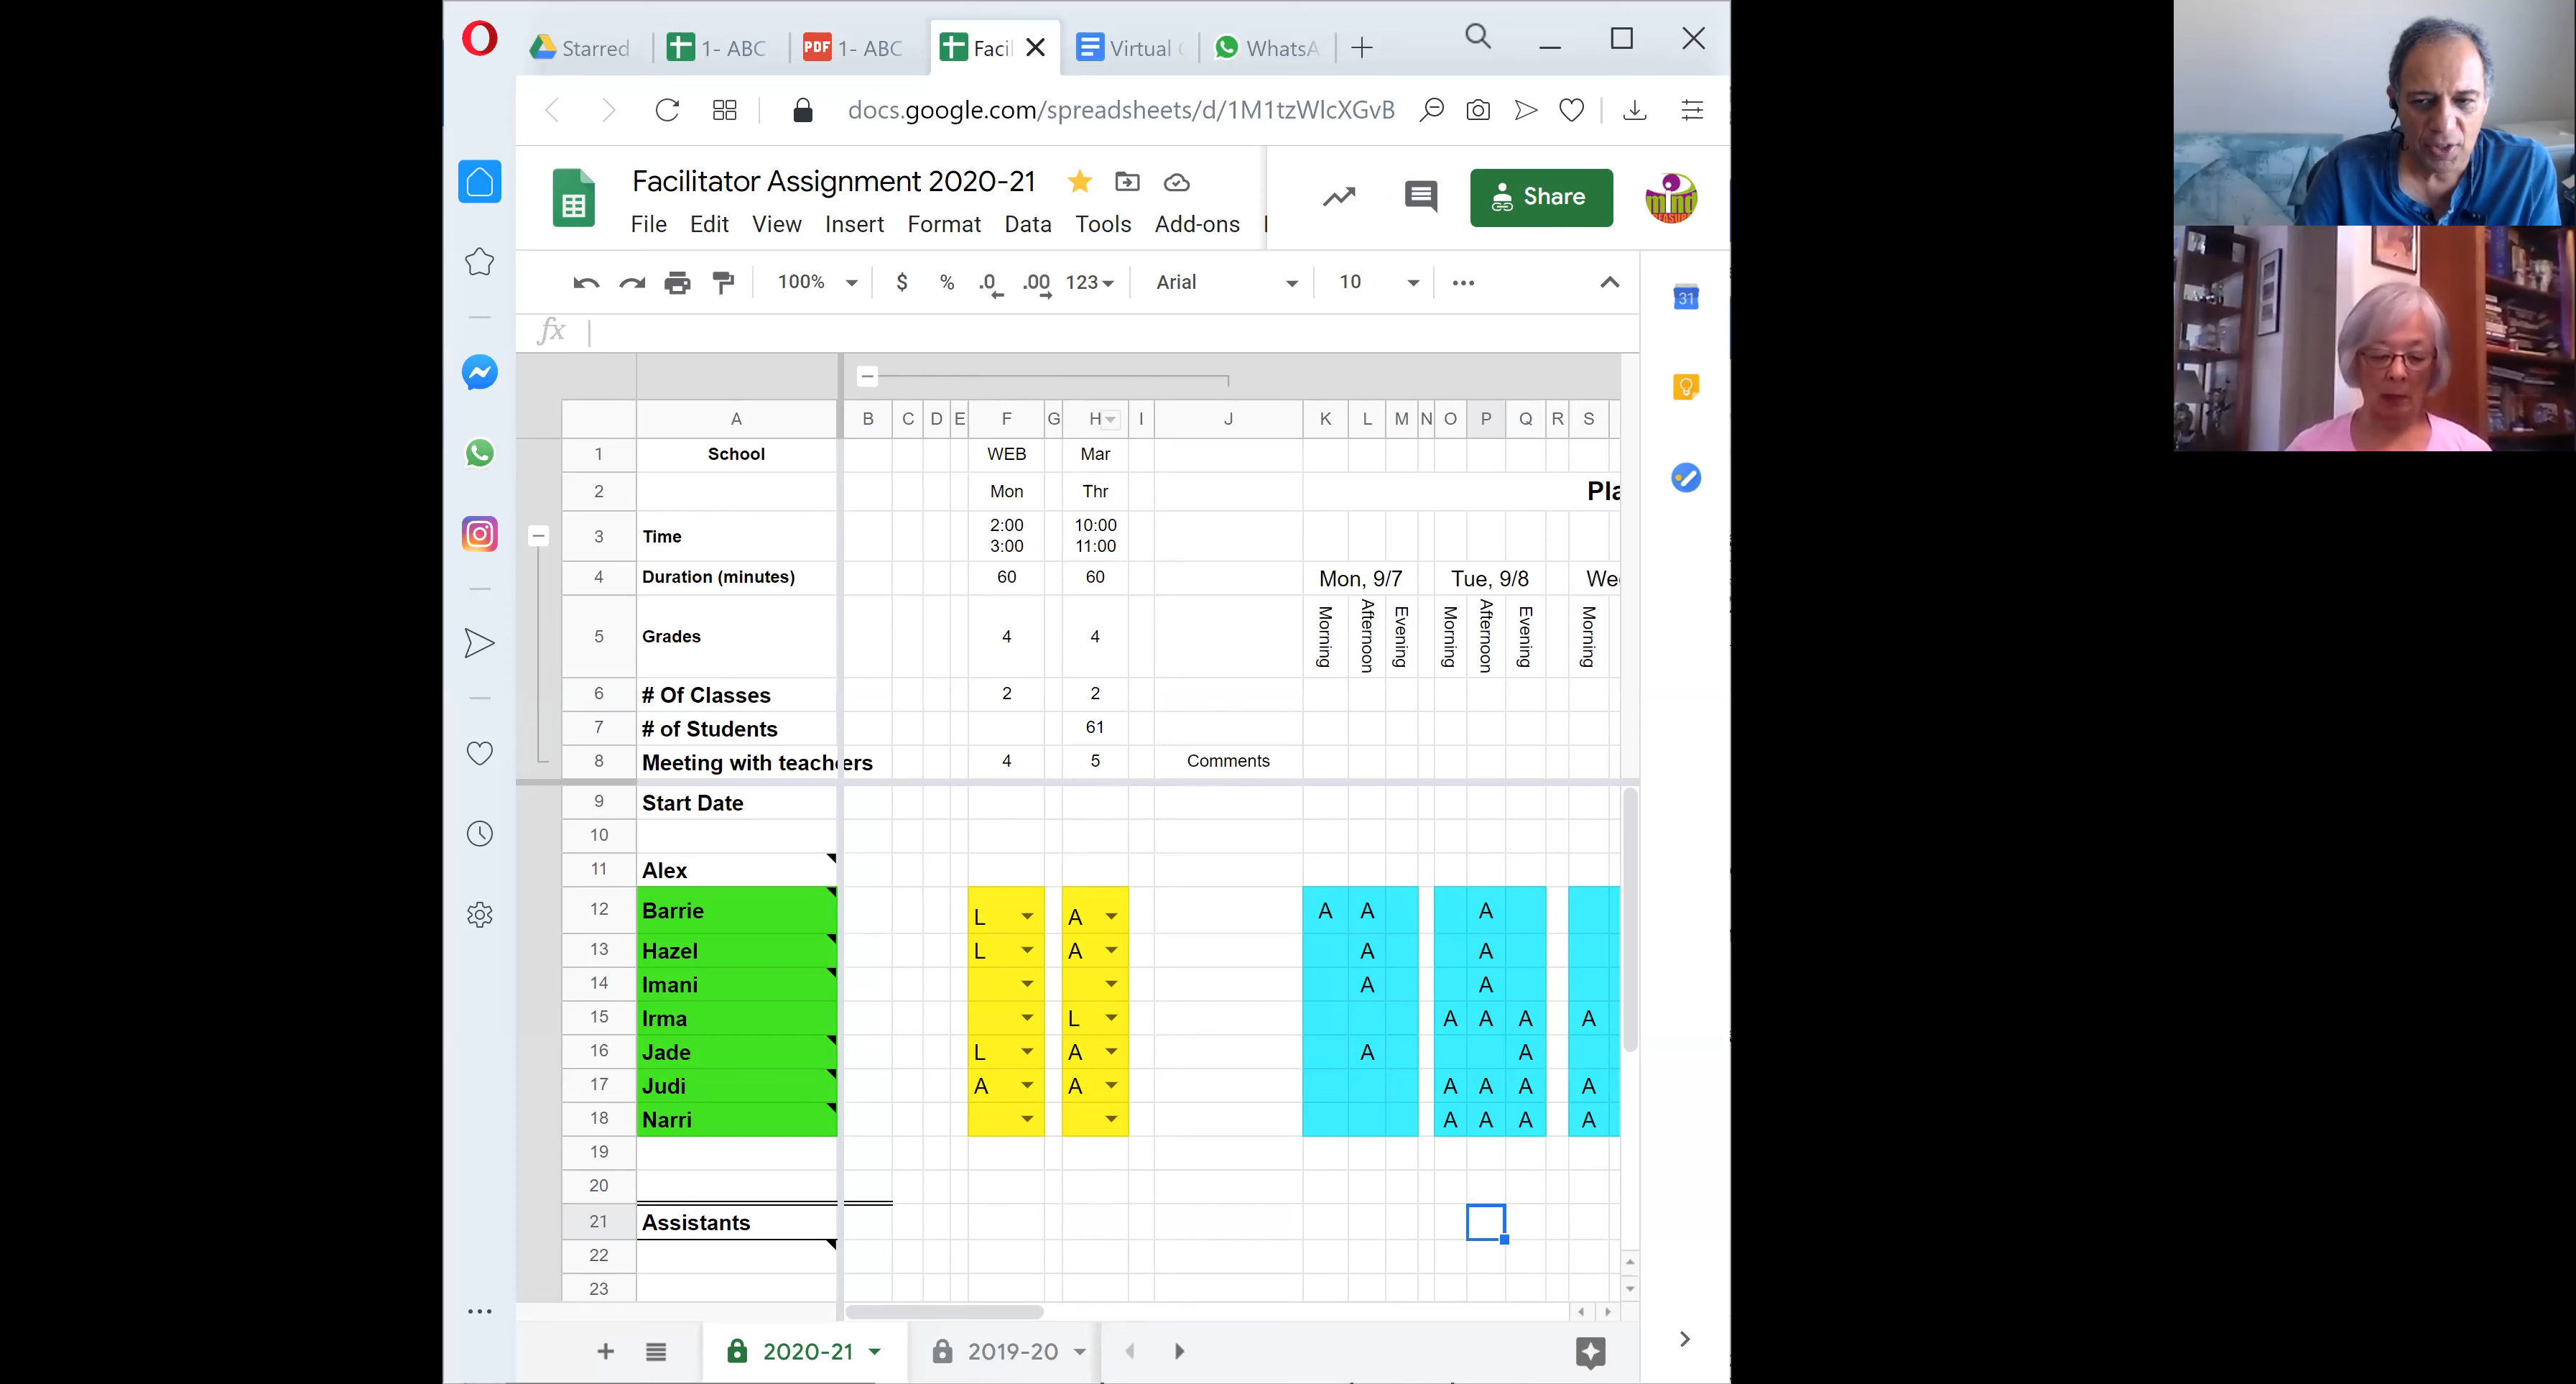 Starred
1- ABC
PDF
1- ABC
Facil
Virtual
WhatsA
docs.google.com/spreadsheets/d/1M1tzWlcXGvB
Facilitator Assignment 2020-21
File Edit View Insert Format Data Tools Add-ons
Share
mind
TREASURE
100% $ % .0 .00 123 Arial 10
31
fx
A B C D E F G H I J K L M N O P Q R S
1 School WEB Mar
2 Mon Thr Pla
3 Time 2:00 10:00
3:00 11:00
4 Duration (minutes) 60 60 Mon, 9/7 Tue, 9/8 Wed
5 Grades 4 4 Morning Afternoon Evening Morning Afternoon Evening Morning
6 # Of Classes 2 2
7 # of Students 61
8 Meeting with teachers 4 5 Comments
9 Start Date
10
11 Alex
12 Barrie L A A A A
13 Hazel L A A A
14 Imani A A
15 Irma L A A A A
16 Jade L A A A
17 Judi A A A A A A
18 Narri A A A A
19
20
21 Assistants
22
23
2020-21 2019-20